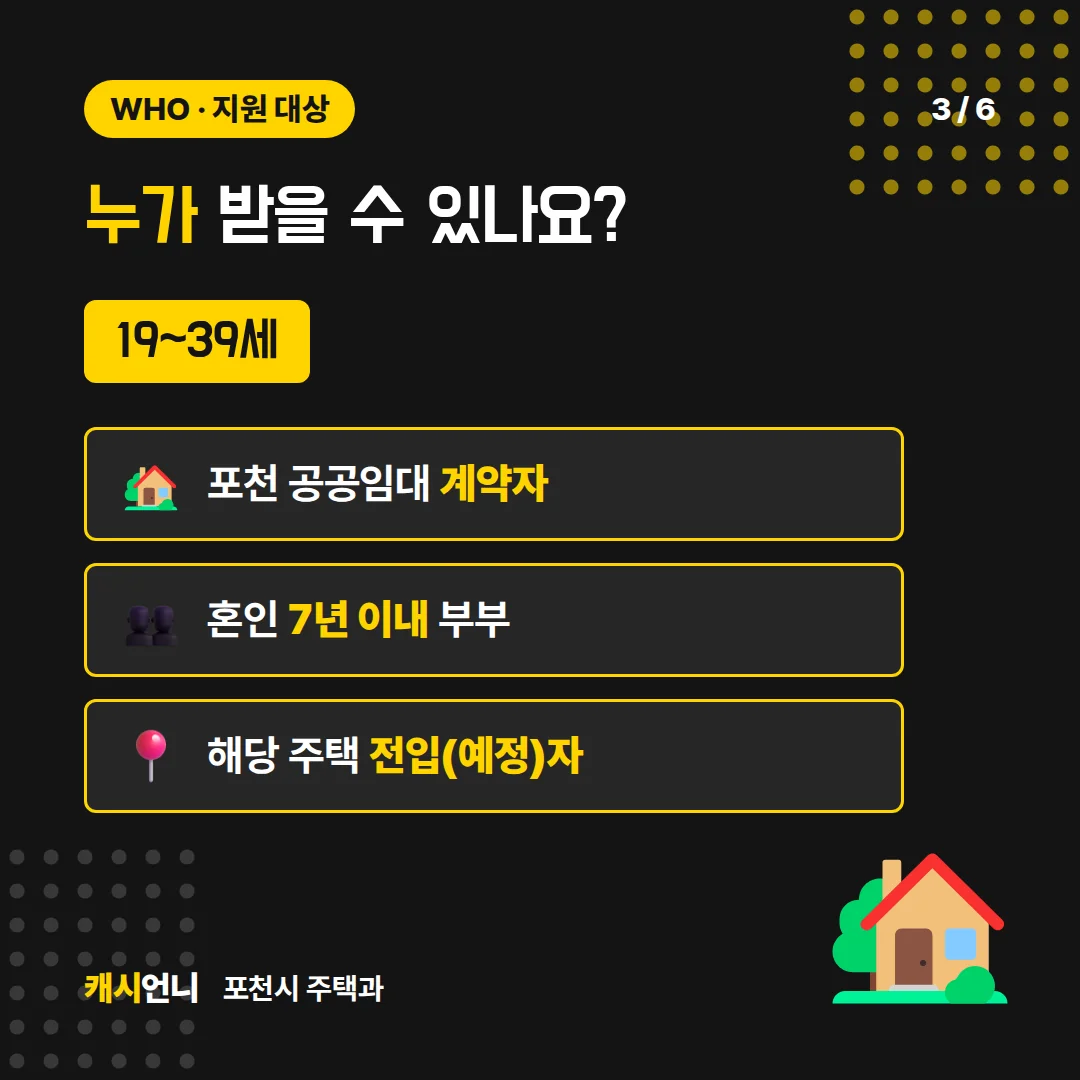 WHO · 지원 대상
3 / 6
누가 받을 수 있나요?
19~39세
포천 공공임대 계약자
혼인 7년 이내 부부
해당 주택 전입(예정)자
캐시언니 포천시 주택과